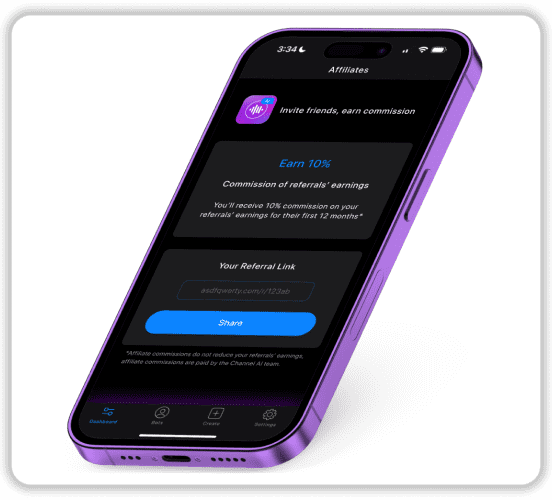 3:34
Affiliates
AI
Invite friends, earn commission
Earn 10%
Commission of referrals' earnings
You'll receive 10% commission on your
referrals' earnings for their first 12 months*
Your Referral Link
asdfqwerty.com/r/123ab
Share
*Affiliate commissions do not reduce your referrals' earnings,
affiliate commissions are paid by the Channel AI team.
Dashboard
Bots
Create
Settings